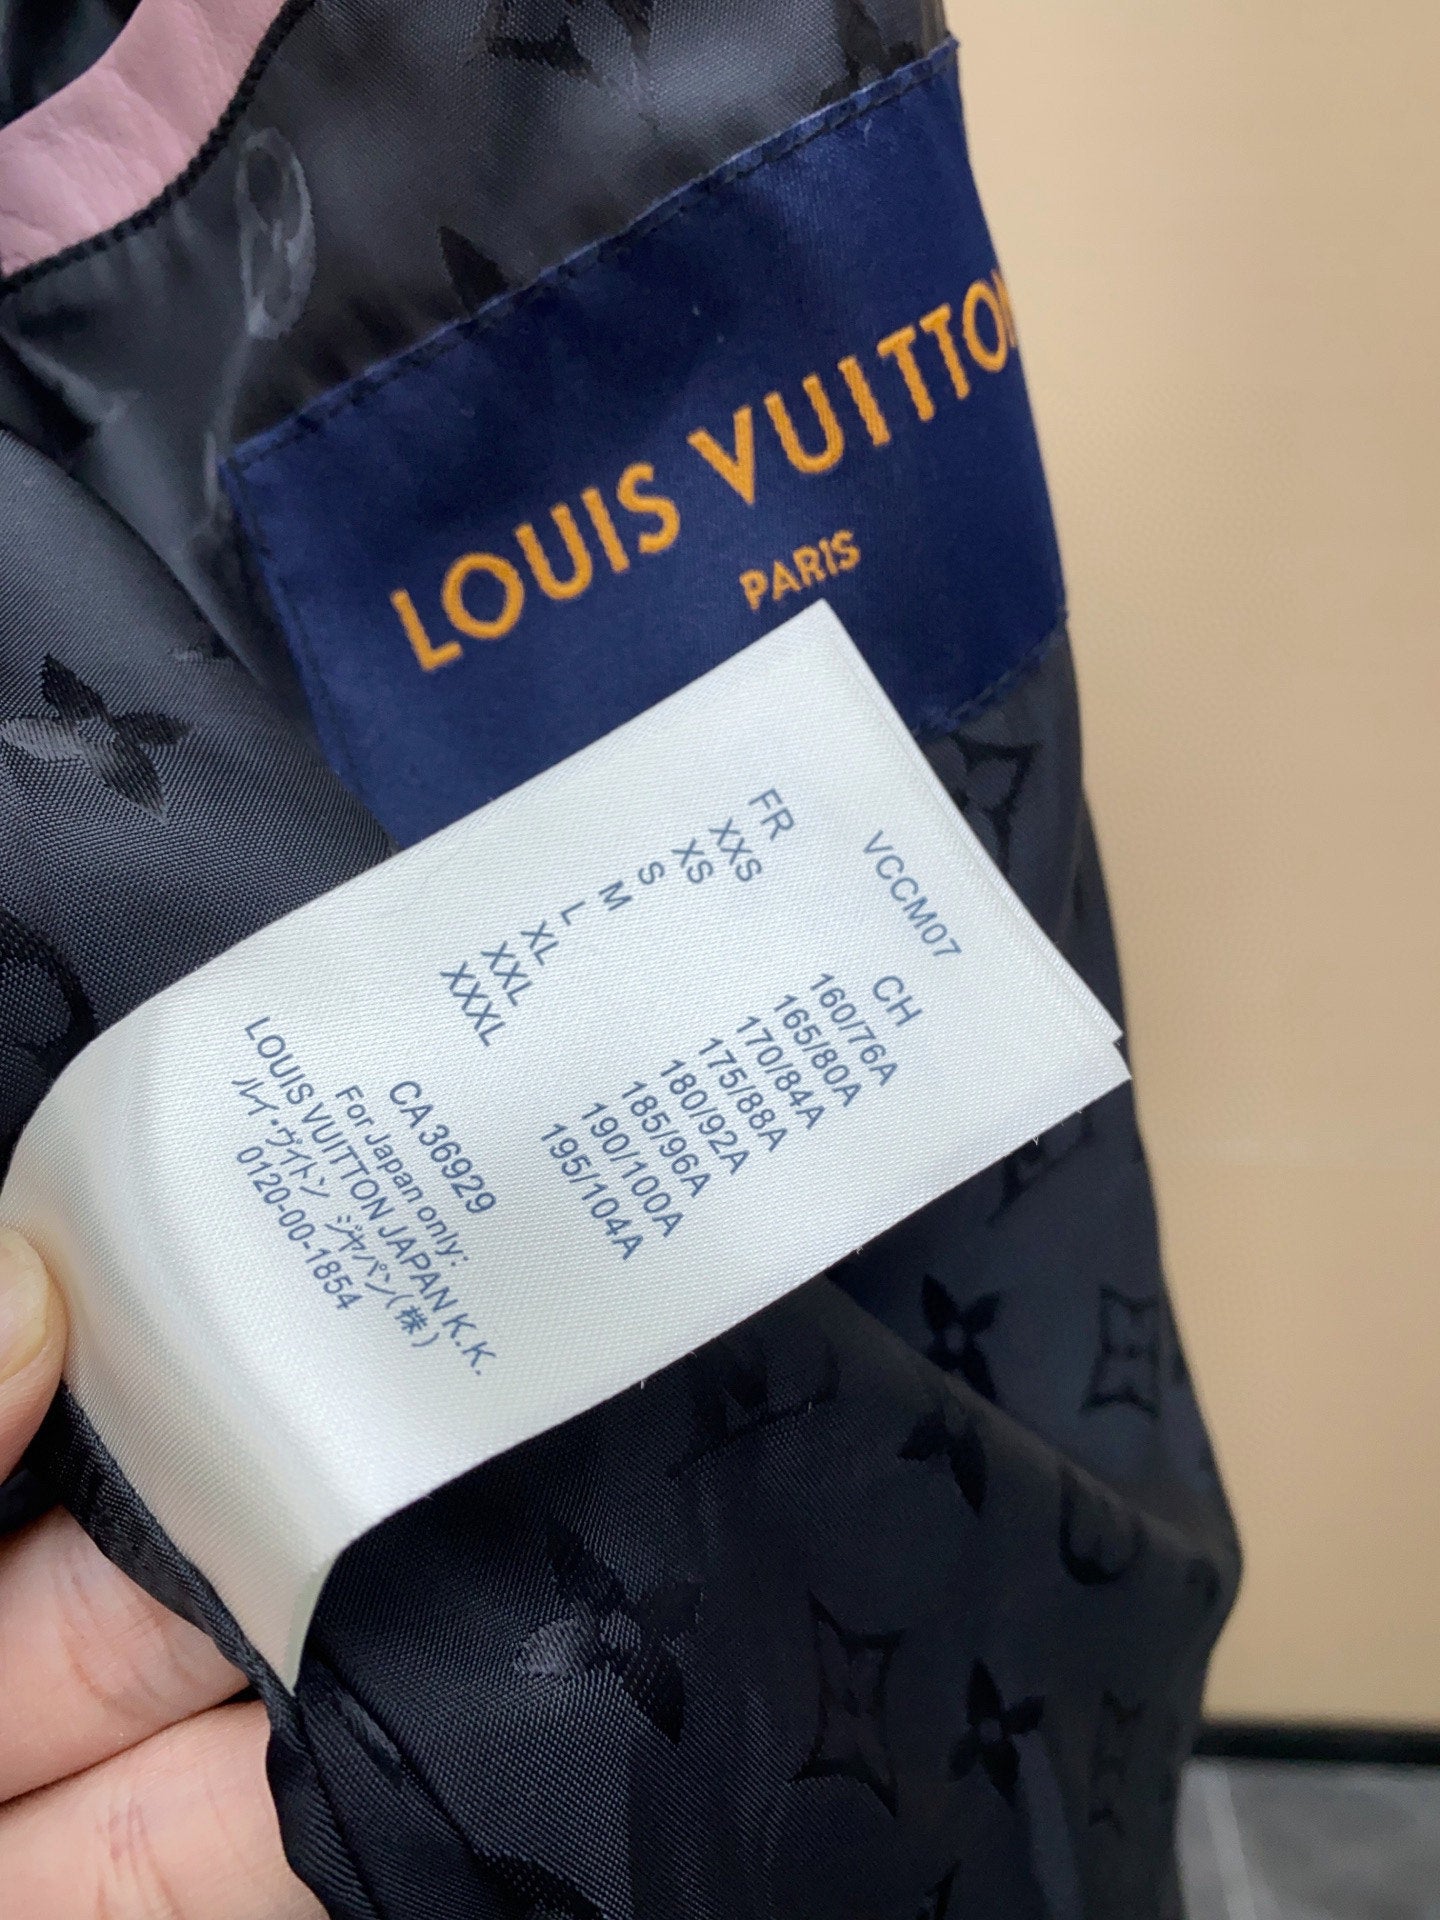 LOUIS VUITTON
PARIS
VCCM07
FR CH
XXS 160/76A
XS 165/80A
S 170/84A
M 175/88A
L 180/92A
XL 185/96A
XXL 190/100A
XXXL 195/104A
CA 36929
For Japan only:
LOUIS VUITTON JAPAN K.K.
ルイ・ヴィトン ジャパン(株)
0120-00-1854